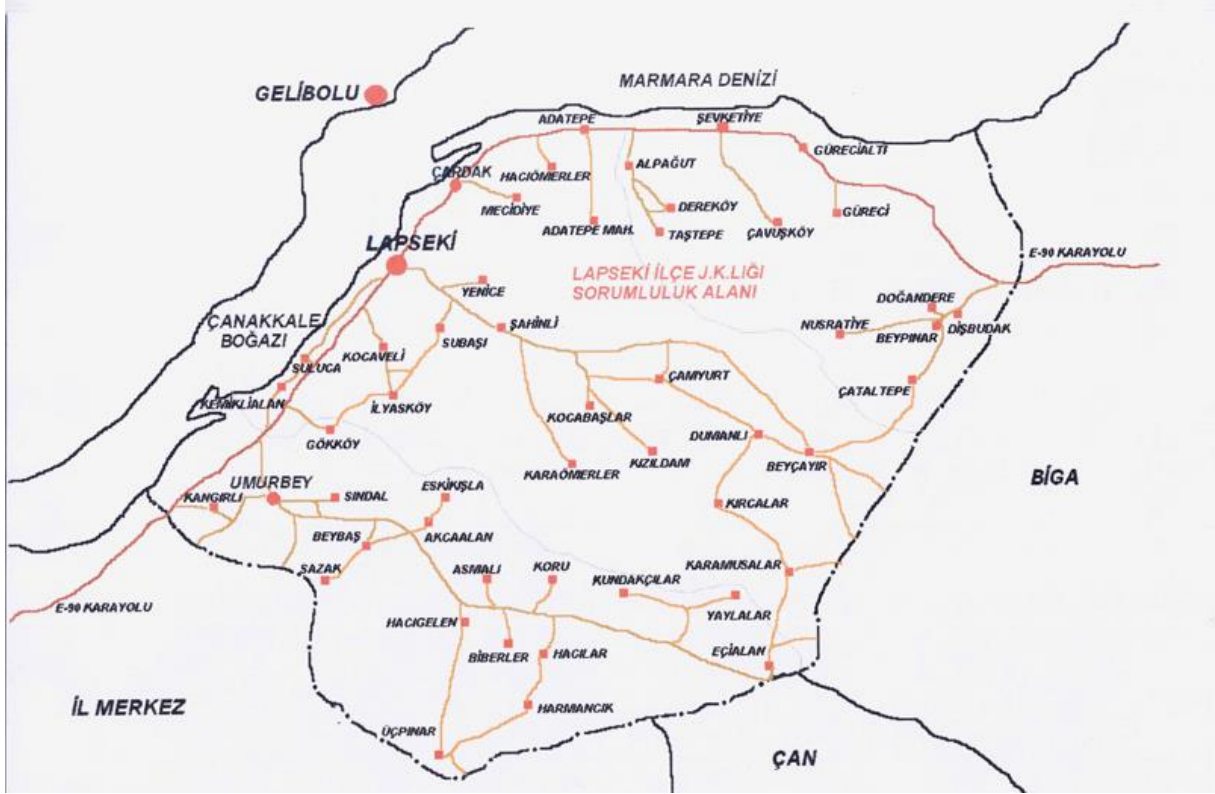 MARMARA DENİZİ
GELİBOLU
ADATEPE
ŞEVKETİYE
GÜRECİALTI
ALPAĞUT
ÇARDAK
HACIÖMERLER
MECİDİYE
DEREKÖY
GÜRECİ
ADATEPE MAH.
TAŞTEPE
ÇAVUŞKÖY
LAPSEKİ
E-90 KARAYOLU
LAPSEKİ İLÇE J.K.LIĞI
SORUMLULUK ALANI
YENİCE
DOĞANDERE
ÇANAKKALE
BOĞAZI
ŞAHİNLİ
NUSRATİYE
DİŞBUDAK
BEYPINAR
SUBAŞI
KOCAVELİ
SULUCA
ÇAMYURT
ÇATALTEPE
KEMİKLİALAN
İLYASKÖY
KOCABAŞLAR
DUMANLI
GÖKKÖY
KARAÖMERLER
KIZILDAM
BEYÇAYIR
BİGA
UMURBEY
ESKİKIŞLA
KANGIRLI
SINDAL
KIRCALAR
BEYBAŞ
AKCAALAN
ŞAZAK
ASMALI
KORU
KUNDAKÇILAR
KARAMUSALAR
E-90 KARAYOLU
YAYLALAR
HACIGELEN
BİBERLER
HACILAR
EÇİALAN
İL MERKEZ
HARMANCIK
ÜÇPINAR
ÇAN